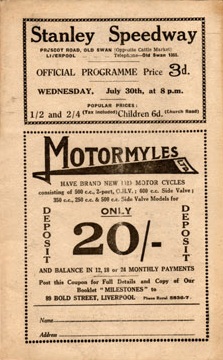 Stanley Speedway
PRESCOT ROAD, OLD SWAN (Opposite Cattle Market)
LIVERPOOL Telephone—Old Swan 1585.
OFFICIAL PROGRAMME Price 3d.
WEDNESDAY, July 30th, at 8 p.m.
POPULAR PRICES:
1/2 and 2/4 (Tax included) Children 6d. (Church Road)
MOTORMYLES LTD
HAVE BRAND NEW MOTOR CYCLES
consisting of 500 c.c., 2-port, O.H.V; 600 c.c. Side Valve;
350 c.c., 250 c.c. & 500 c.c. Side Valve Models for
DEPOSIT
ONLY
20/-
DEPOSIT
AND BALANCE IN 12, 18 or 24 MONTHLY PAYMENTS
Post this Coupon for Full Details and Copy of Our
Booklet "MILESTONES" to
89 BOLD STREET, LIVERPOOL Phone Royal
Name
Address